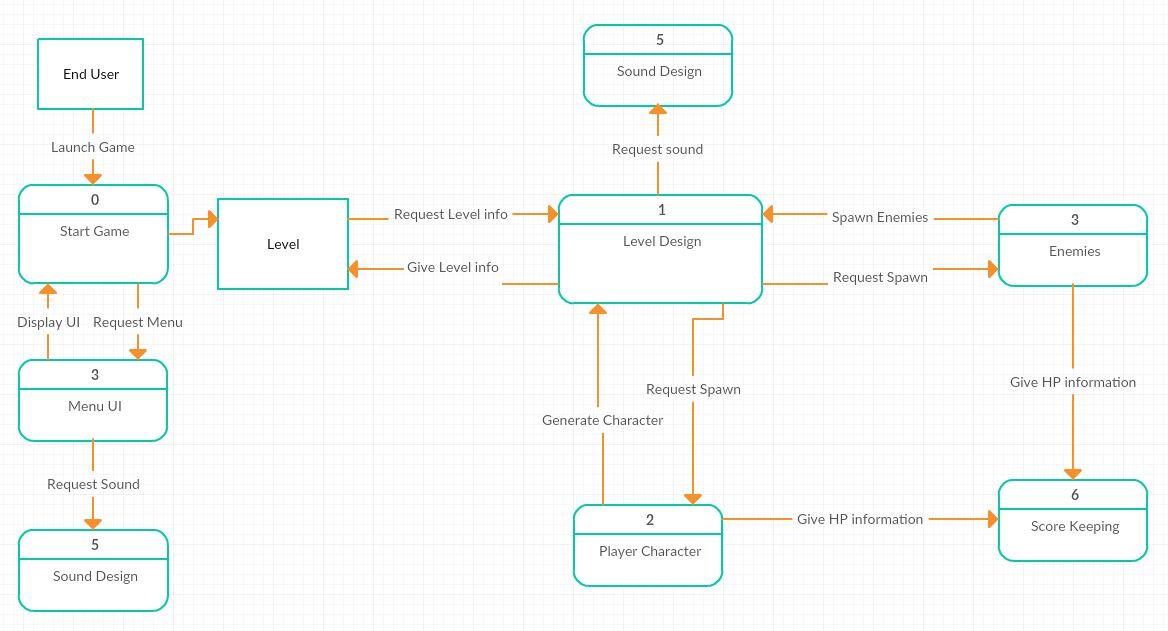 5
Sound Design
End User
Launch Game
Request sound
0
Start Game
Level
Request Level info
1
Level Design
Spawn Enemies
3
Enemies
Give Level info
Request Spawn
Display UI
Request Menu
3
Menu UI
Request Spawn
Give HP information
Generate Character
Request Sound
5
Sound Design
2
Player Character
Give HP information
6
Score Keeping